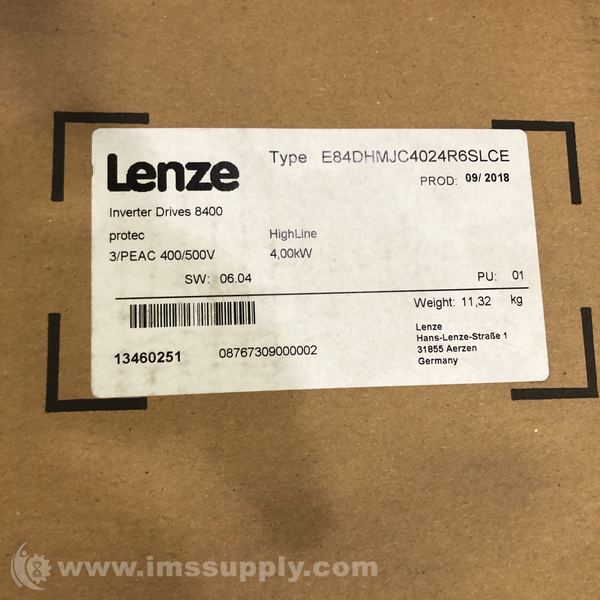 Lenze
Type E84DHMJC4024R6SLCE
PROD: 09/ 2018
Inverter Drives 8400
protec HighLine
3/PEAC 400/500V 4,00kW
SW: 06.04 PU: 01
Weight: 11,32 kg
13460251 08767309000002
Lenze
Hans-Lenze-Straße 1
31855 Aerzen
Germany
www.imssupply.com